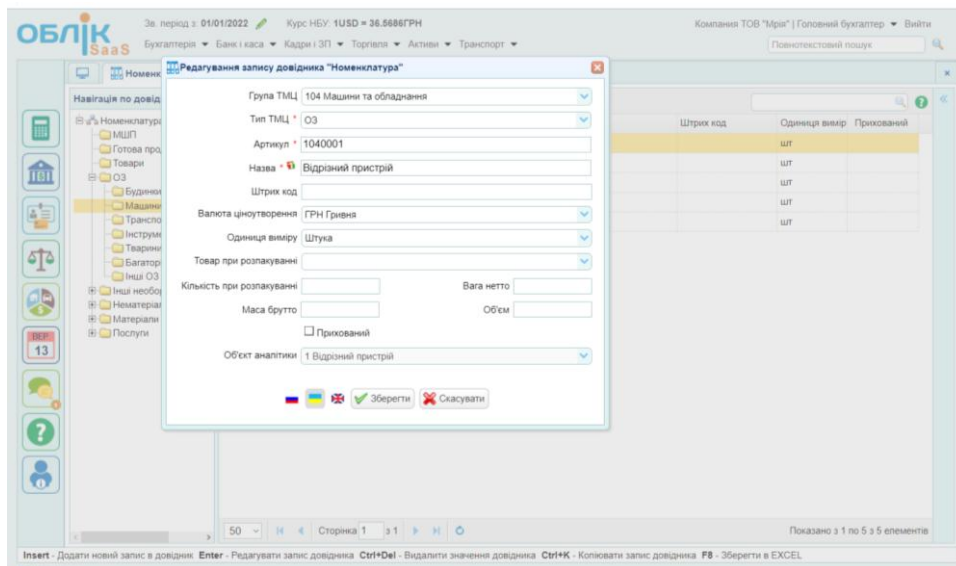 ОБЛіК
SaaS
Зв. період з: 01/01/2022
Курс НБУ: 1USD = 36.5686ГРН
Компания ТОВ "Мрія" | Головний бухгалтер
Вийти
Бухгалтерія
Банк і каса
Кадри і ЗП
Торгівля
Активи
Транспорт
Повнотекстовий пошук
Номенк
Редагування запису довідника "Номенклатура"
Навігація по довід
Група ТМЦ 104 Машини та обладнання
Тип ТМЦ * ОЗ
Артикул * 1040001
Назва * Відрізний пристрій
Штрих код
Валюта ціноутворення ГРН Гривня
Одиниця виміру Штука
Товар при розпакуванні
Кількість при розпакуванні
Вага нетто
Маса брутто
Об'єм
Прихований
Об'єкт аналітики 1 Відрізний пристрій
Зберегти
Скасувати
Номенклатура
МШП
Готова про
Товари
ОЗ
Будинки
Машини
Транспо
Інструме
Тварини
Багатор
Інші ОЗ
Інші необо
Нематеріал
Матеріали
Послуги
Штрих код
Одиниця вимір
Прихований
шт
шт
шт
шт
шт
ВЕР
13
50
Сторінка 1 з 1
Показано з 1 по 5 з 5 елементів
Insert - Додати новий запис в довідник Enter - Редагувати запис довідника Ctrl+Del - Видалити значення довідника Ctrl+K - Копіювати запис довідника F8 - Зберегти в EXCEL